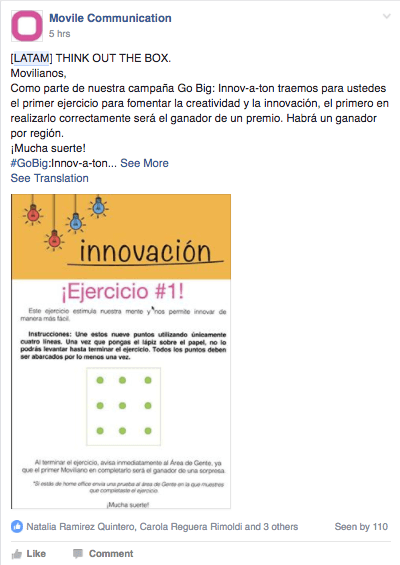 Movile Communication
5 hrs
[LATAM] THINK OUT THE BOX.
Movilianos,
Como parte de nuestra campaña Go Big: Innov-a-ton traemos para ustedes
el primer ejercicio para fomentar la creatividad y la innovación, el primero en
realizarlo correctamente será el ganador de un premio. Habrá un ganador
por región.
¡Mucha suerte!
#GoBig:Innov-a-ton... See More
See Translation
innovación
¡Ejercicio #1!
Este ejercicio estimula nuestra mente y nos permite innovar de
manera más fácil.
Instrucciones: Une estos nueve puntos utilizando únicamente
cuatro líneas. Una vez que pongas el lápiz sobre el papel, no lo
podrás levantar hasta terminar el ejercicio. Todos los puntos deben
ser abarcados por lo menos una vez.
Al terminar el ejercicio, avisa inmediatamente al Área de Gente, ya
que el primer Moviliano en completarlo será el ganador de una sorpresa.
*Si estás de home office envía una prueba al área de Gente en la que muestres
que completaste el ejercicio.
¡Mucha suerte!
Natalia Ramirez Quintero, Carola Reguera Rimoldi and 3 others
Seen by 110
Like
Comment